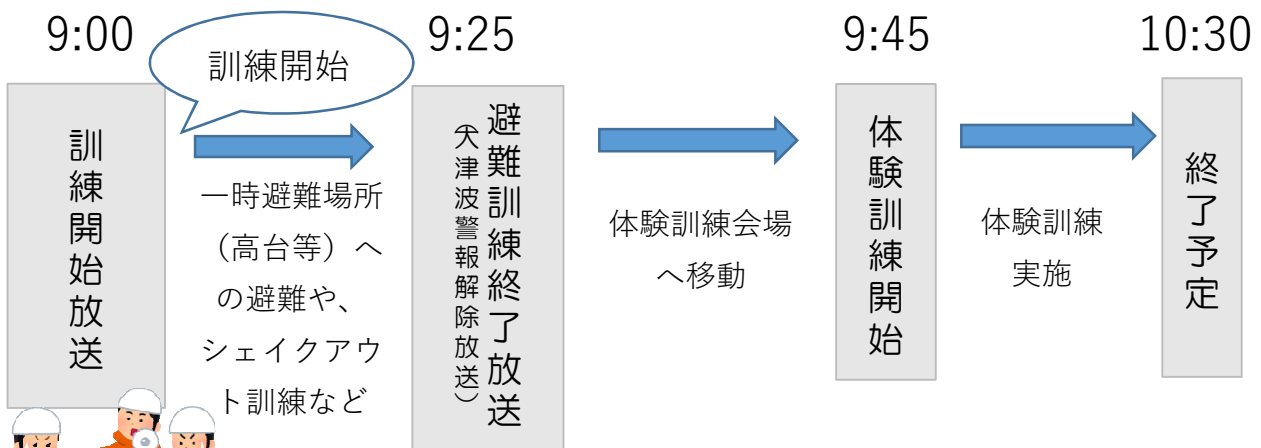 9:00
訓練開始
9:25
9:45
10:30
訓練開始放送
一時避難場所
（高台等）へ
の避難や、
シェイクアウ
ト訓練など
避難訓練終了放送
（大津波警報解除放送）
体験訓練会場
へ移動
体験訓練開始
体験訓練
実施
終了予定